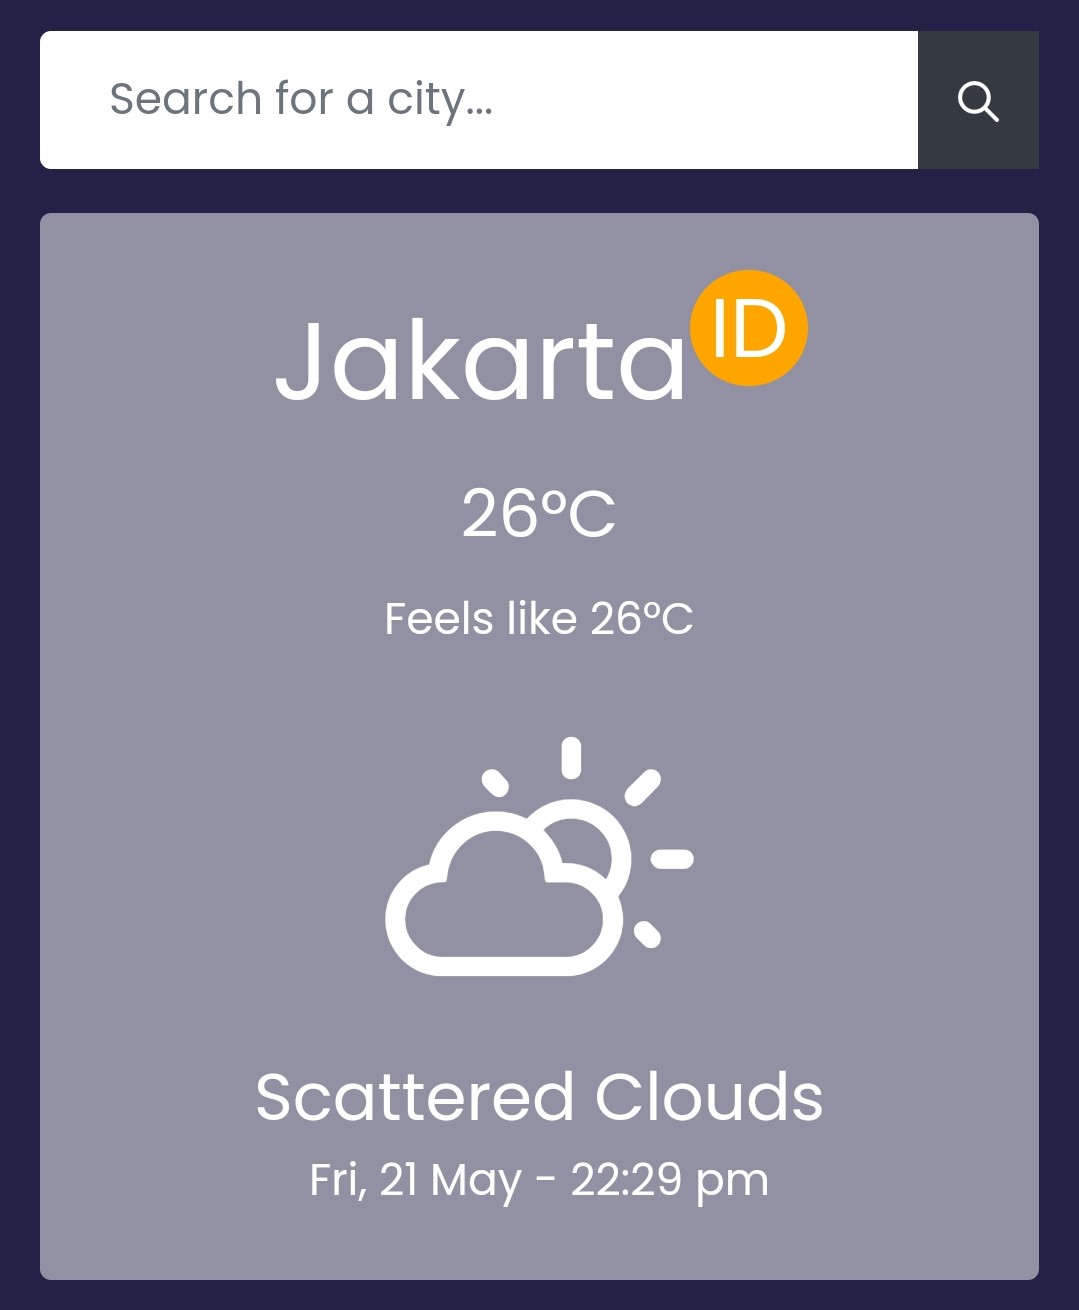 Search for a city...
Jakarta ID
26°C
Feels like 26°C
Scattered Clouds
Fri, 21 May - 22:29 pm